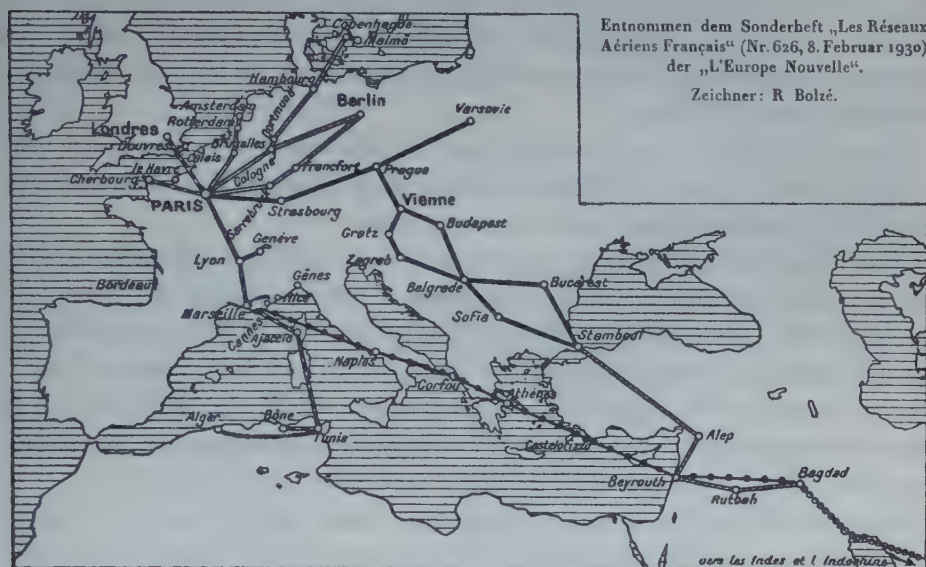 Entnommen dem Sonderheft „Les Réseaux
Aériens Français“ (Nr. 626, 8. Februar 1930)
der „L'Europe Nouvelle“.
Zeichner: R Bolzé.
Copenhague
Malmö
Hambourg
Amsterdam
Rotterdam
Dortmund
Berlin
Varsovie
Londres
Douvres
Calais
Bruxelles
Cologne
Francfort
Prague
le Havre
Cherbourg
PARIS
Sarrebruck
Strasbourg
Vienne
Budapest
Gratz
Genève
Lyon
Zagreb
Bordeau
Gênes
Belgrade
Bucarest
Marseille
Nice
Cannes
Ajaccio
Sofia
Stamboul
Naples
Corfou
Athènes
Alger
Bône
Tunis
Castelorizzo
Alep
Beyrouth
Rutbah
Bagdad
vers les Indes et l Indochine